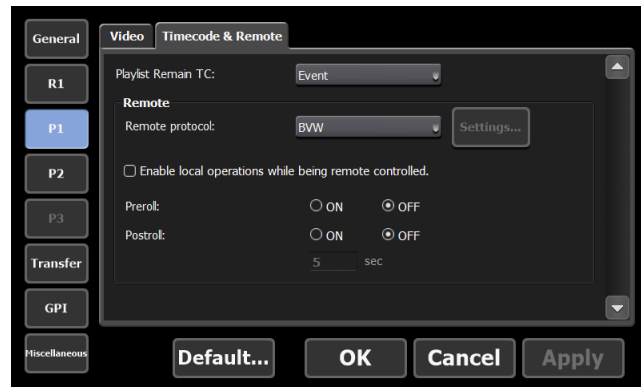 General
R1
P1
P2
P3
Transfer
GPI
Miscellaneous
Video Timecode & Remote
Playlist Remain TC: Event
Remote
Remote protocol: BVW Settings...
Enable local operations while being remote controlled.
Preroll: ON OFF
Postroll: ON OFF
5 sec
Default... OK Cancel Apply